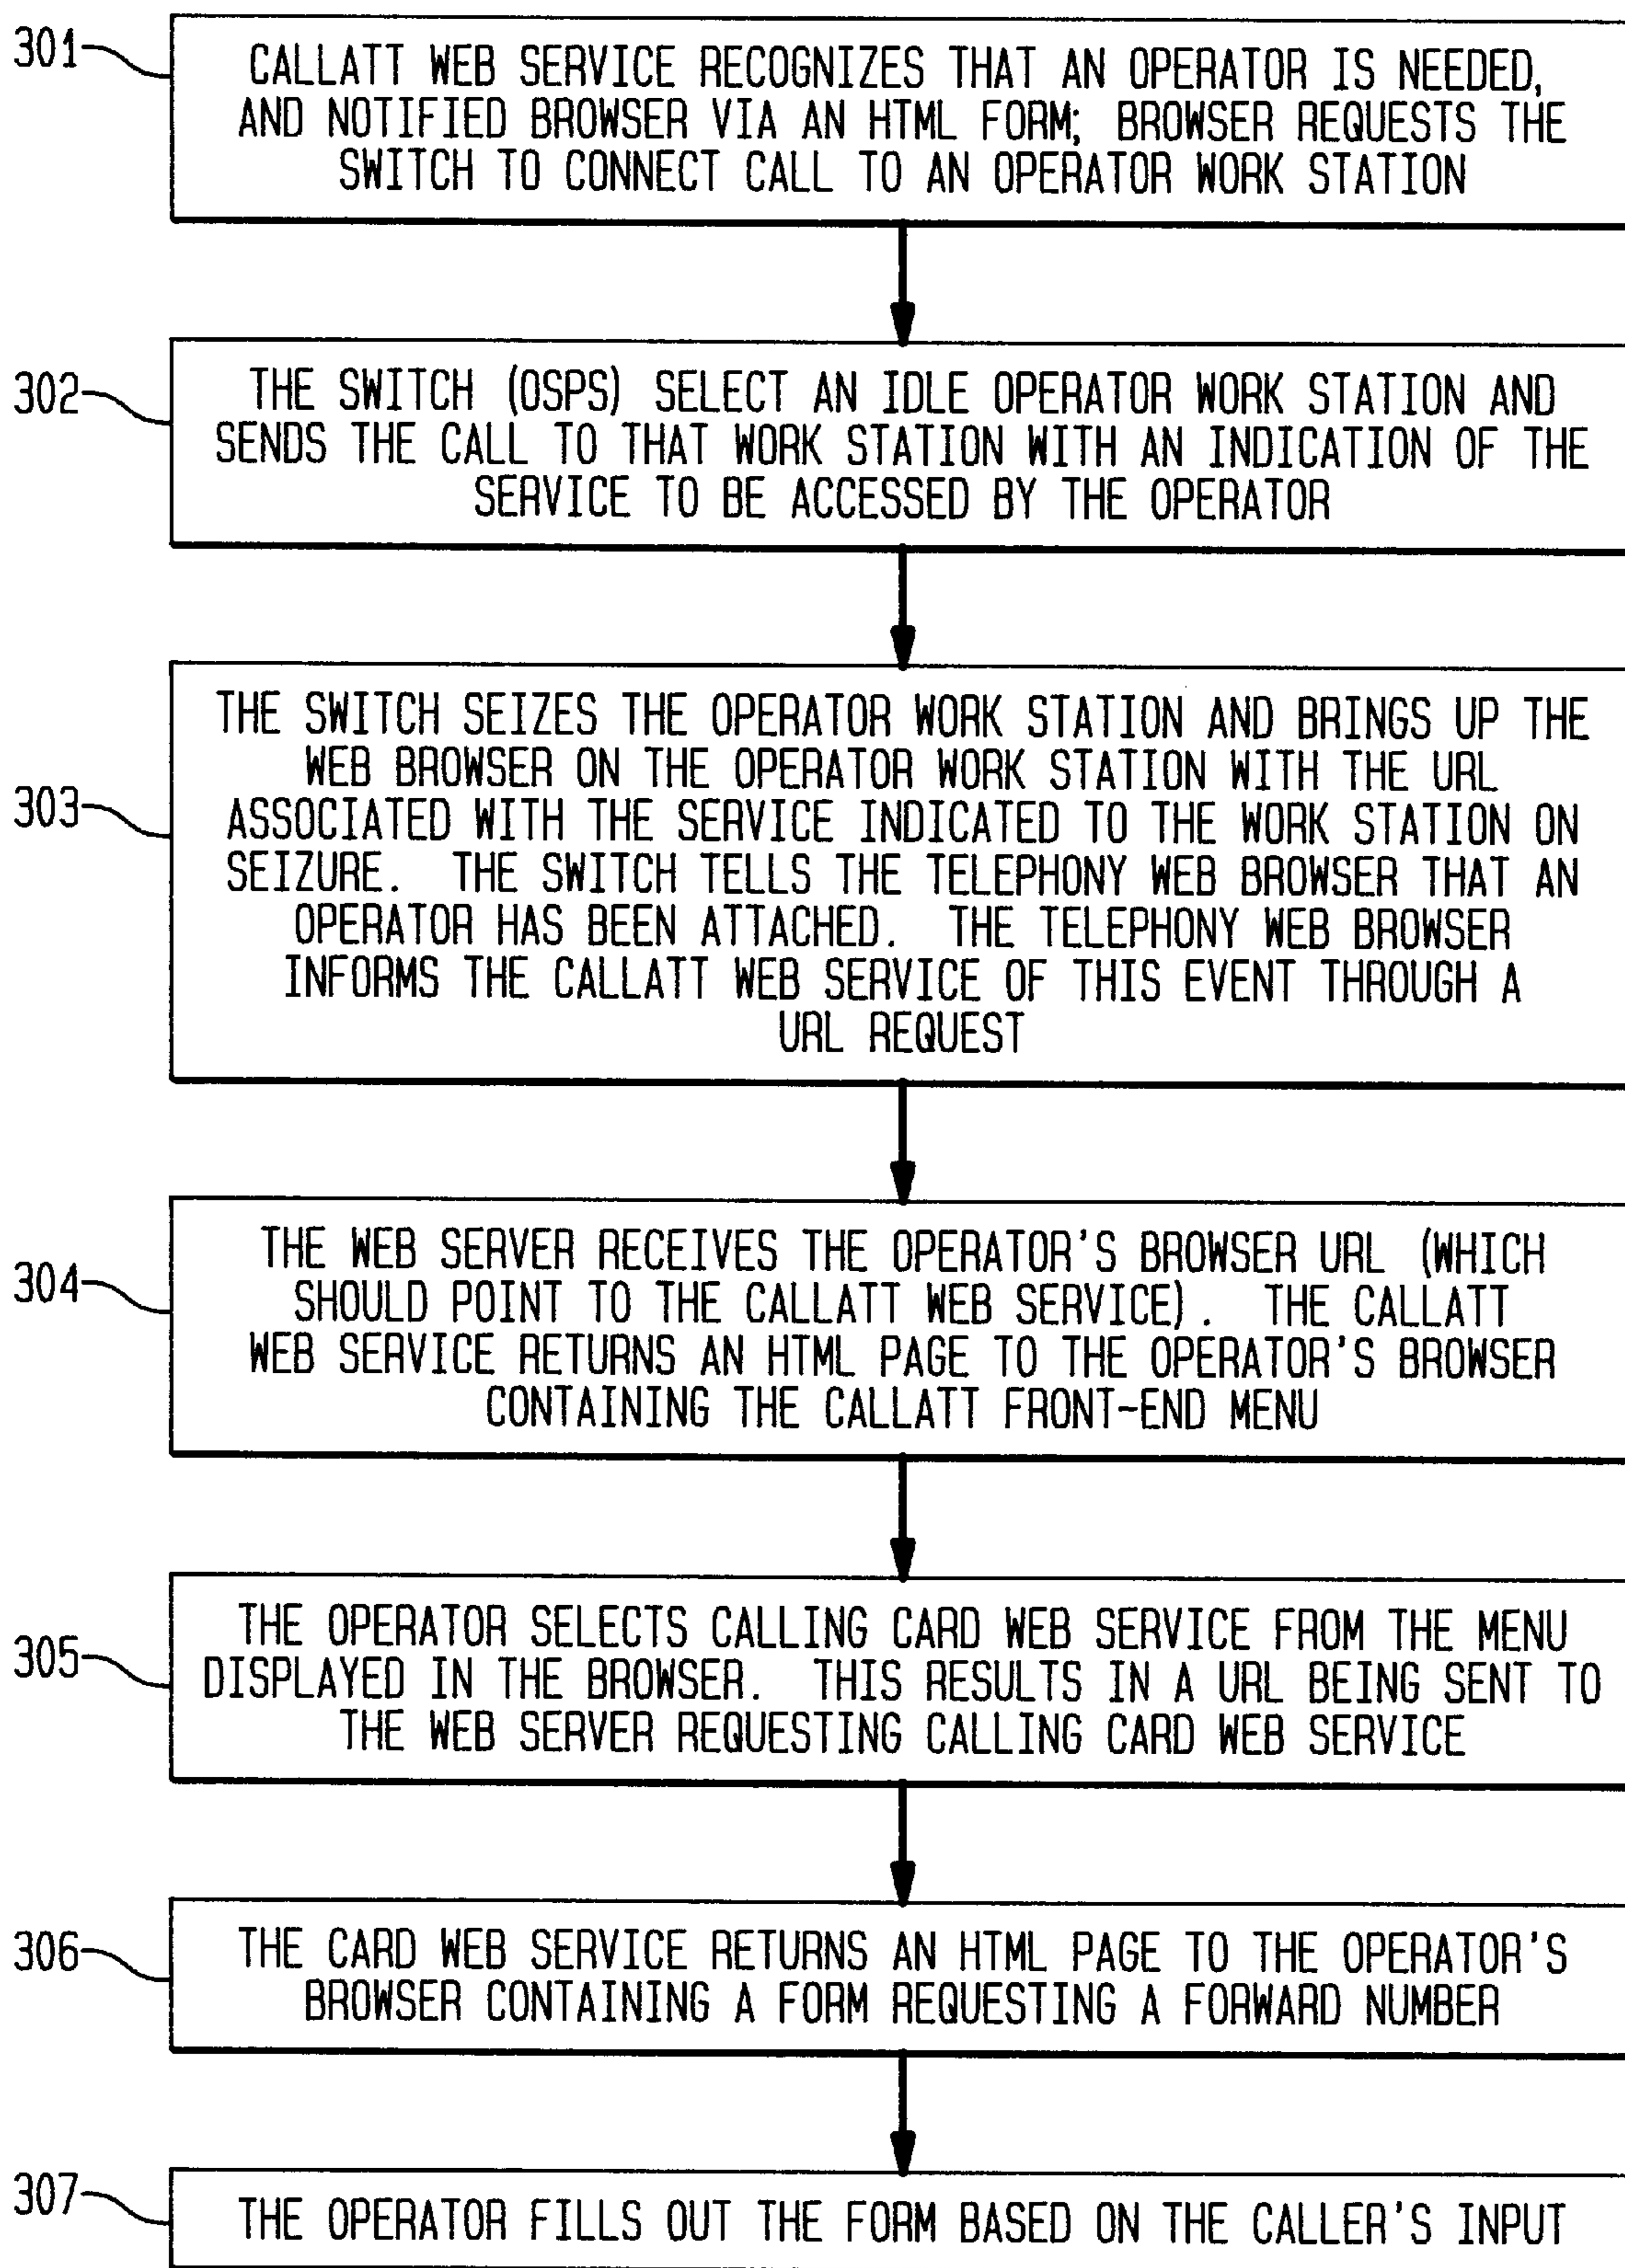 301
CALLATT WEB SERVICE RECOGNIZES THAT AN OPERATOR IS NEEDED,
AND NOTIFIED BROWSER VIA AN HTML FORM; BROWSER REQUESTS THE
SWITCH TO CONNECT CALL TO AN OPERATOR WORK STATION
302
THE SWITCH (OSPS) SELECT AN IDLE OPERATOR WORK STATION AND
SENDS THE CALL TO THAT WORK STATION WITH AN INDICATION OF THE
SERVICE TO BE ACCESSED BY THE OPERATOR
303
THE SWITCH SEIZES THE OPERATOR WORK STATION AND BRINGS UP THE
WEB BROWSER ON THE OPERATOR WORK STATION WITH THE URL
ASSOCIATED WITH THE SERVICE INDICATED TO THE WORK STATION ON
SEIZURE. THE SWITCH TELLS THE TELEPHONY WEB BROWSER THAT AN
OPERATOR HAS BEEN ATTACHED. THE TELEPHONY WEB BROWSER
INFORMS THE CALLATT WEB SERVICE OF THIS EVENT THROUGH A
URL REQUEST
304
THE WEB SERVER RECEIVES THE OPERATOR'S BROWSER URL (WHICH
SHOULD POINT TO THE CALLATT WEB SERVICE). THE CALLATT
WEB SERVICE RETURNS AN HTML PAGE TO THE OPERATOR'S BROWSER
CONTAINING THE CALLATT FRONT-END MENU
305
THE OPERATOR SELECTS CALLING CARD WEB SERVICE FROM THE MENU
DISPLAYED IN THE BROWSER. THIS RESULTS IN A URL BEING SENT TO
THE WEB SERVER REQUESTING CALLING CARD WEB SERVICE
306
THE CARD WEB SERVICE RETURNS AN HTML PAGE TO THE OPERATOR'S
BROWSER CONTAINING A FORM REQUESTING A FORWARD NUMBER
307
THE OPERATOR FILLS OUT THE FORM BASED ON THE CALLER'S INPUT